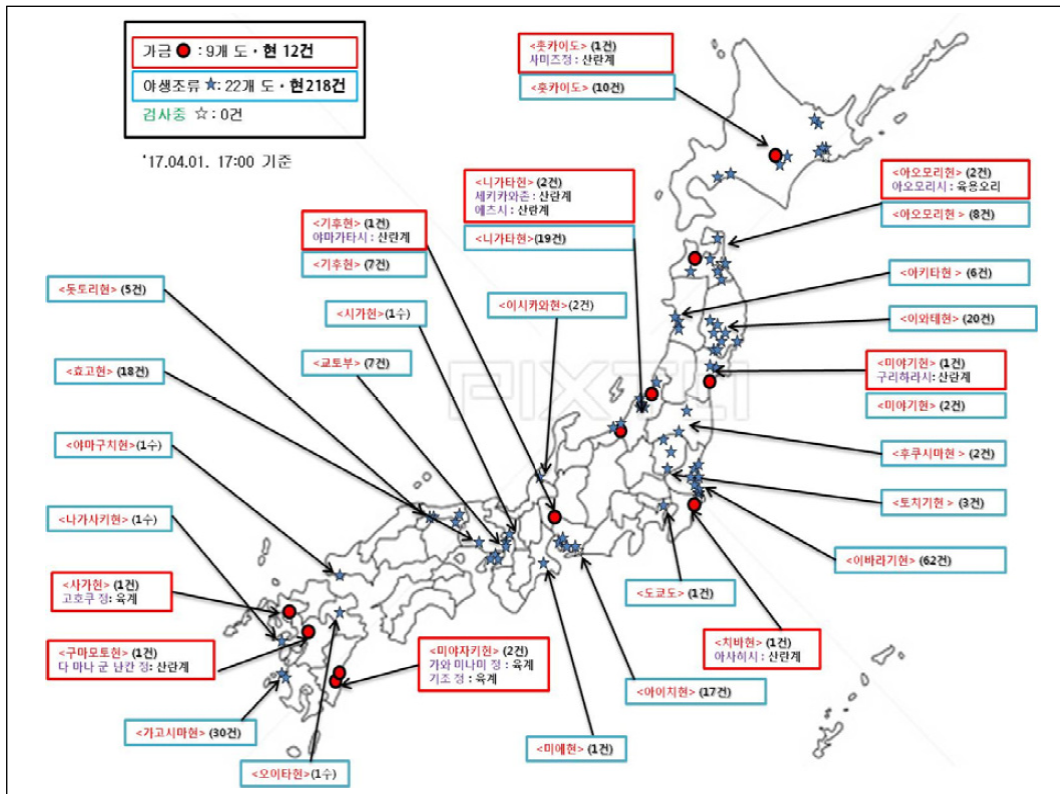 가금 ● : 9개 도·현 12건
야생조류 ★: 22개 도·현218건
검사중 ☆ : 0건
'17.04.01. 17:00 기준
<홋카이도> (1건)
사미즈정 : 산란계
<홋카이도> (10건)
<니가타현> (2건)
세키카와존 : 산란계
애츠시 : 산란계
<니가타현> (19건)
<아오모리현> (2건)
아오모리시 : 육용오리
<아오모리현> (8건)
<기후현> (1건)
야마가타시 : 산란계
<기후현> (7건)
<돗토리현> (5건)
<시가현>(1수)
<이시카와현>(2건)
<아키타현 > (6건)
<이와테현> (20건)
<효고현> (18건)
<교토부> (7건)
<미야기현> (1건)
구리하라시: 산란계
<미야기현> (2건)
PIXTA
<야마구치현>(1수)
<후쿠시마현 > (2건)
<토치기현> (3건)
<나가사키현> (1수)
<이바라기현> (62건)
<사가현> (1건)
고호쿠 정: 육계
<도쿄도> (1건)
<구마모토현> (1건)
다 마나 군 난칸 정: 산란계
<미야자키현> (2건)
가와 미나미 정 : 육계
기조 정 : 육계
<치바현> (1건)
아사히시 : 산란계
<아이치현> (17건)
<가고시마현> (30건)
<미에현> (1건)
<오이타현>(1수)